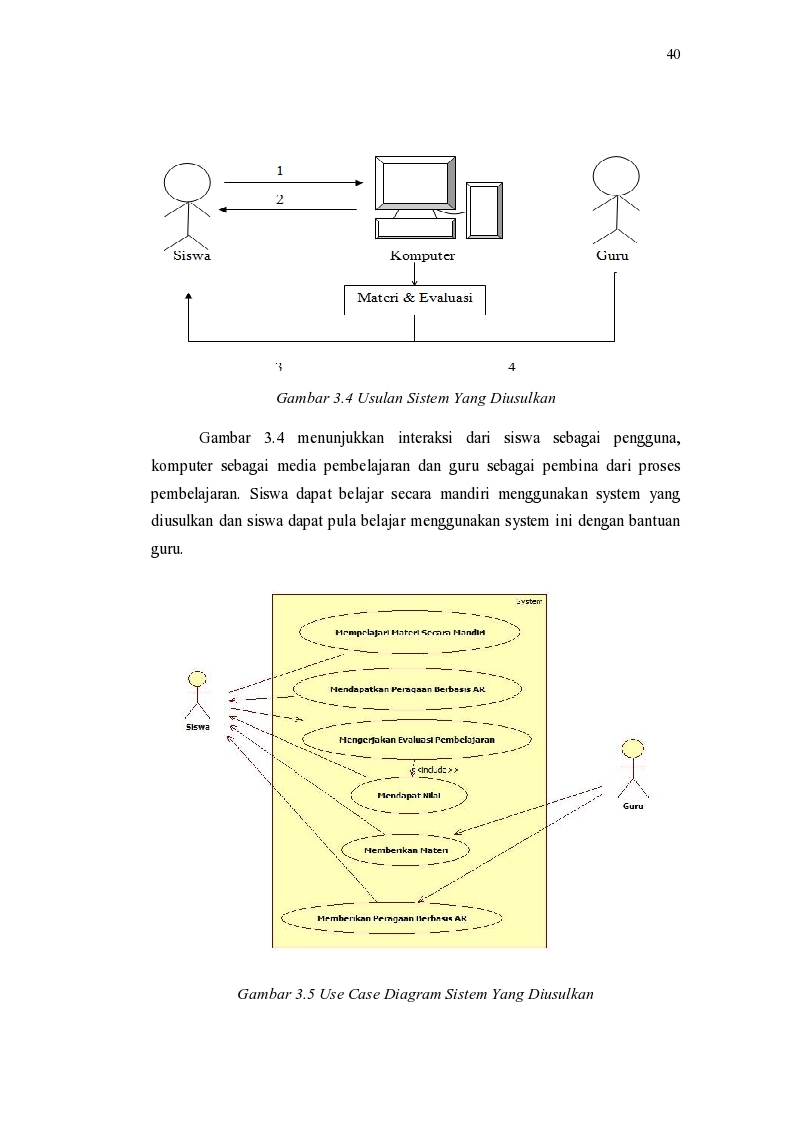 40
1
2
Siswa
Komputer
Guru
Materi & Evaluasi
3
4
Gambar 3.4 Usulan Sistem Yang Diusulkan
Gambar 3.4 menunjukkan interaksi dari siswa sebagai pengguna,
komputer sebagai media pembelajaran dan guru sebagai pembina dari proses
pembelajaran. Siswa dapat belajar secara mandiri menggunakan system yang
diusulkan dan siswa dapat pula belajar menggunakan system ini dengan bantuan
guru.
System
Mempelajari Materi Secara Mandiri
Mendapatkan Peragaan Berbasis AR
Siswa
Mengerjakan Evaluasi Pembelajaran
<<include>>
Mendapat Nilai
Guru
Memberikan Materi
Memberikan Peragaan Berbasis AR
Gambar 3.5 Use Case Diagram Sistem Yang Diusulkan